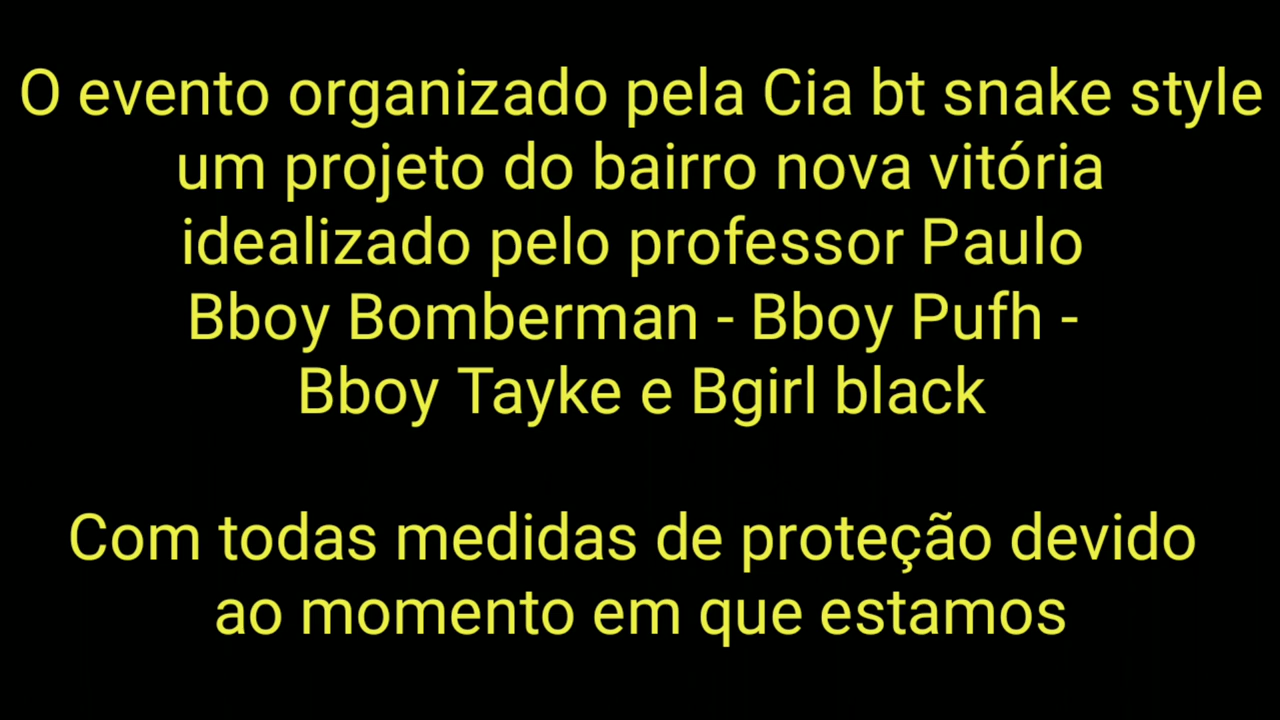 O evento organizado pela Cia bt snake style
um projeto do bairro nova vitória
idealizado pelo professor Paulo
Bboy Bomberman - Bboy Pufh -
Bboy Tayke e Bgirl black
Com todas medidas de proteção devido
ao momento em que estamos